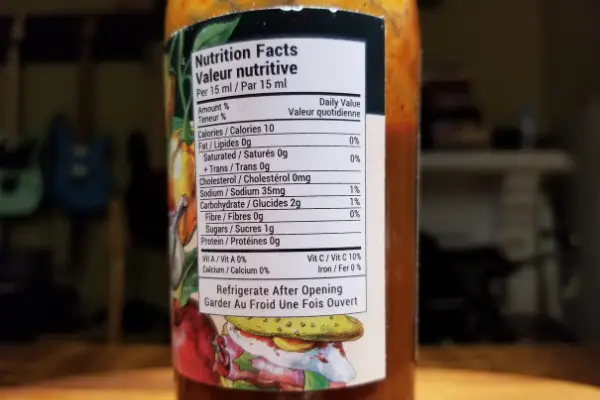 Nutrition Facts
Valeur nutritive
Per 15 ml / Par 15 ml
Amount % Daily Value
Teneur % Valeur quotidienne
Calories / Calories 10
Fat / Lipides 0g 0%
Saturated / Saturés 0g
+ Trans / Trans 0g 0%
Cholesterol / Cholestérol 0mg
Sodium / Sodium 35mg 1%
Carbohydrate / Glucides 2g 1%
Fibre / Fibres 0g 0%
Sugars / Sucres 1g
Protein / Protéines 0g
Vit A / Vit A 0% Vit C / Vit C 10%
Calcium / Calcium 0% Iron / Fer 0 %
Refrigerate After Opening
Garder Au Froid Une Fois Ouvert